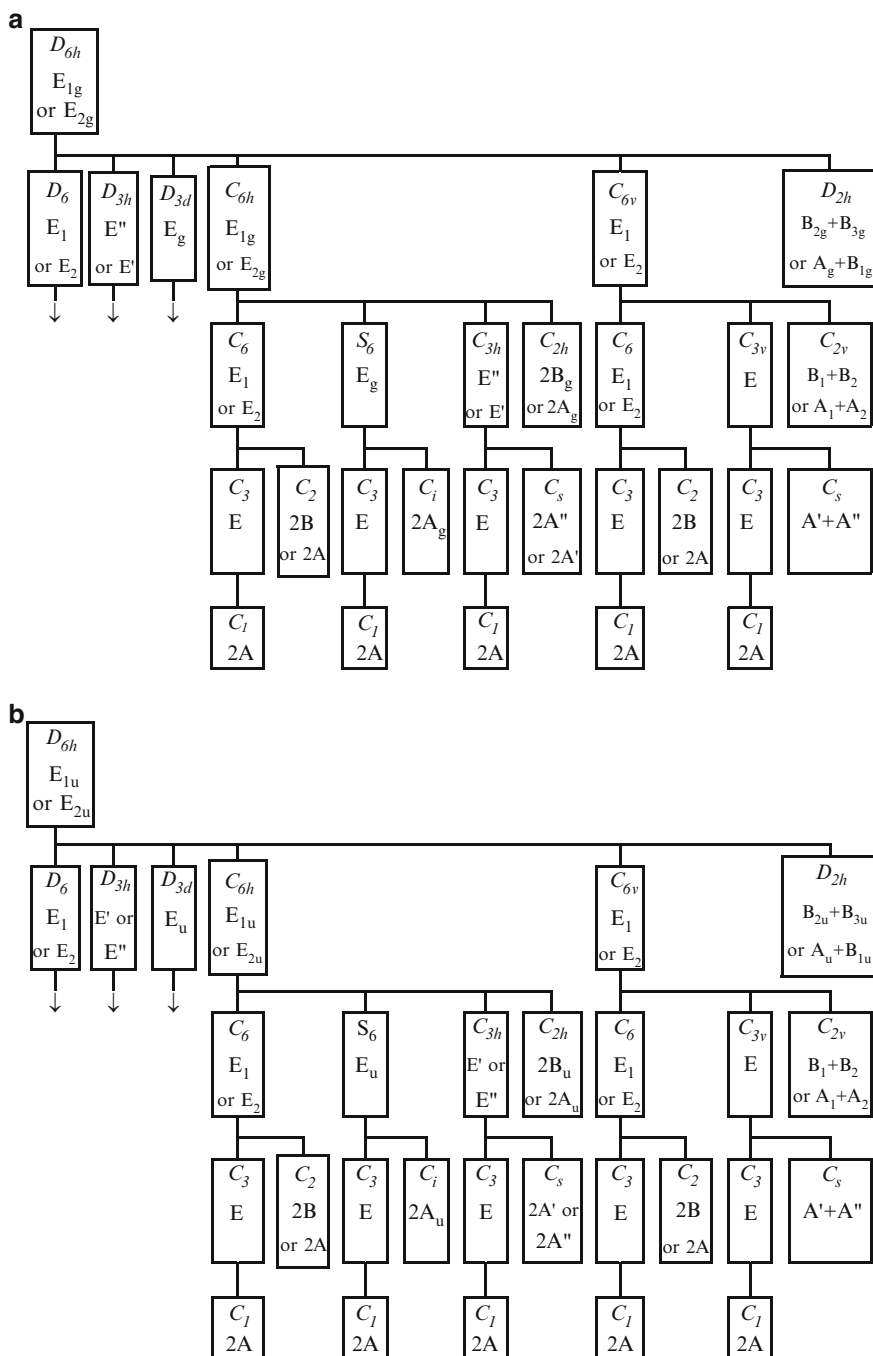 a
D6h
E1g
or E2g
D6 D3h D3d C6h C6v D2h
E1 E" Eg E1g E1 B2g+B3g
or E2 or E' or E2g or E2 or Ag+B1g
↓ ↓ ↓
C6 S6 C3h C2h C6 C3v C2v
E1 Eg E" 2Bg E1 E B1+B2
or E2 or E' or 2Ag or E2 or A1+A2
C3 C2 C3 Ci C3 Cs C3 C2 C3 Cs
E 2B E 2Ag E 2A" E 2B E A'+A"
or 2A or 2A' or 2A
C1 C1 C1 C1 C1
2A 2A 2A 2A 2A
b
D6h
E1u
or E2u
D6 D3h D3d C6h C6v D2h
E1 E' or Eu E1u E1 B2u+B3u
or E2 E" or E2u or E2 or Au+B1u
↓ ↓ ↓
C6 S6 C3h C2h C6 C3v C2v
E1 Eu E' or 2Bu E1 E B1+B2
or E2 E" or 2Au or E2 or A1+A2
C3 C2 C3 Ci C3 Cs C3 C2 C3 Cs
E 2B E 2Au E 2A' or E 2B E A'+A"
or 2A 2A" or 2A
C1 C1 C1 C1 C1
2A 2A 2A 2A 2A